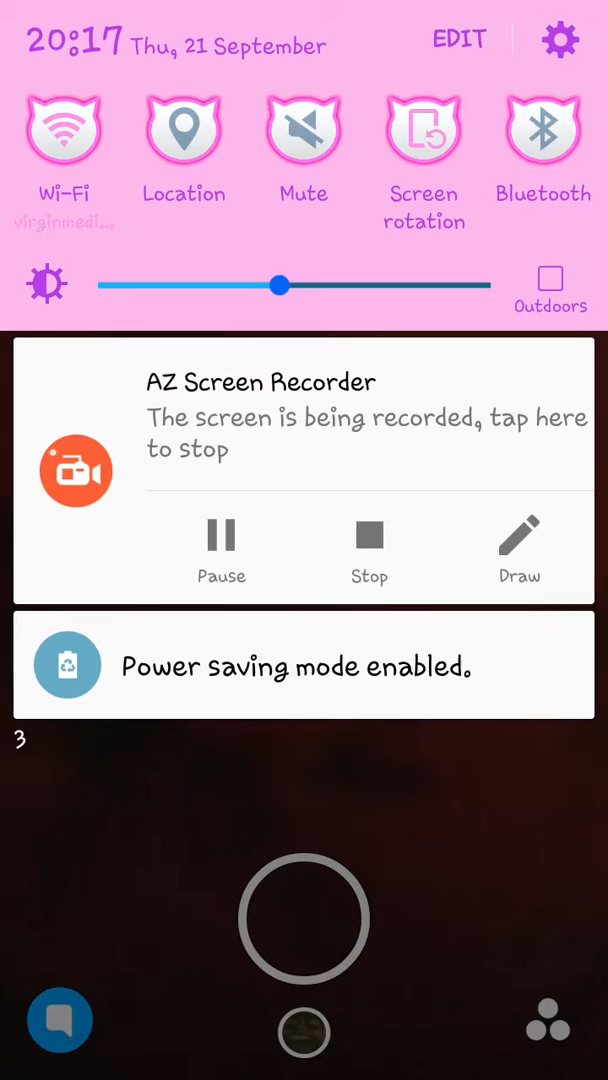 20:17 Thu, 21 September EDIT
Wi-Fi Location Mute Screen rotation Bluetooth
virginmedi...
Outdoors
AZ Screen Recorder
The screen is being recorded, tap here
to stop
Pause Stop Draw
Power saving mode enabled.
3